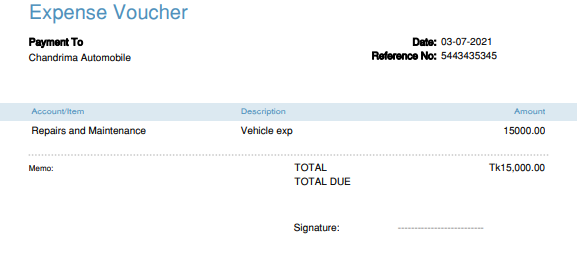 Expense Voucher
Payment To
Date: 03-07-2021
Chandrima Automobile
Reference No: 5443435345
Account/Item Description Amount
Repairs and Maintenance Vehicle exp 15000.00
Memo: TOTAL Tk15,000.00
TOTAL DUE
Signature: --------------------------